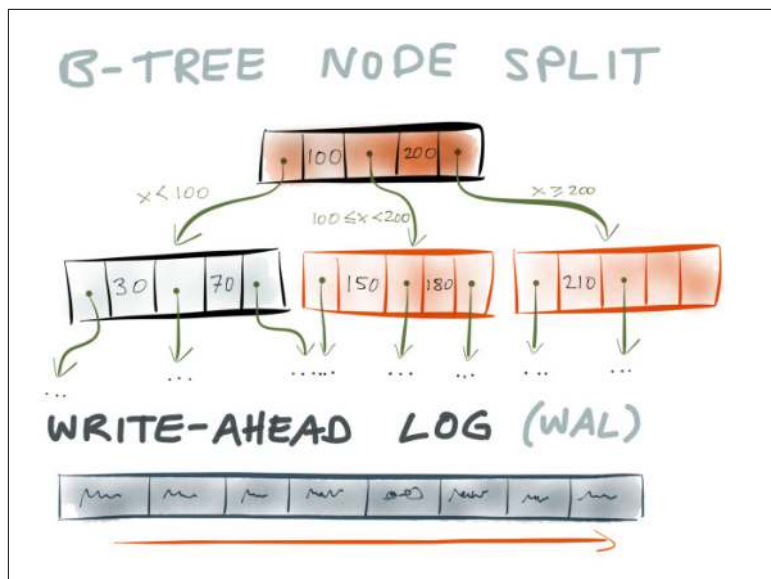 B-TREE NODE SPLIT
100 200
x < 100
100 ≤ x < 200
x ≥ 200
30 70 150 180 210
... ... ...... ... ... ... ...
WRITE-AHEAD LOG (WAL)